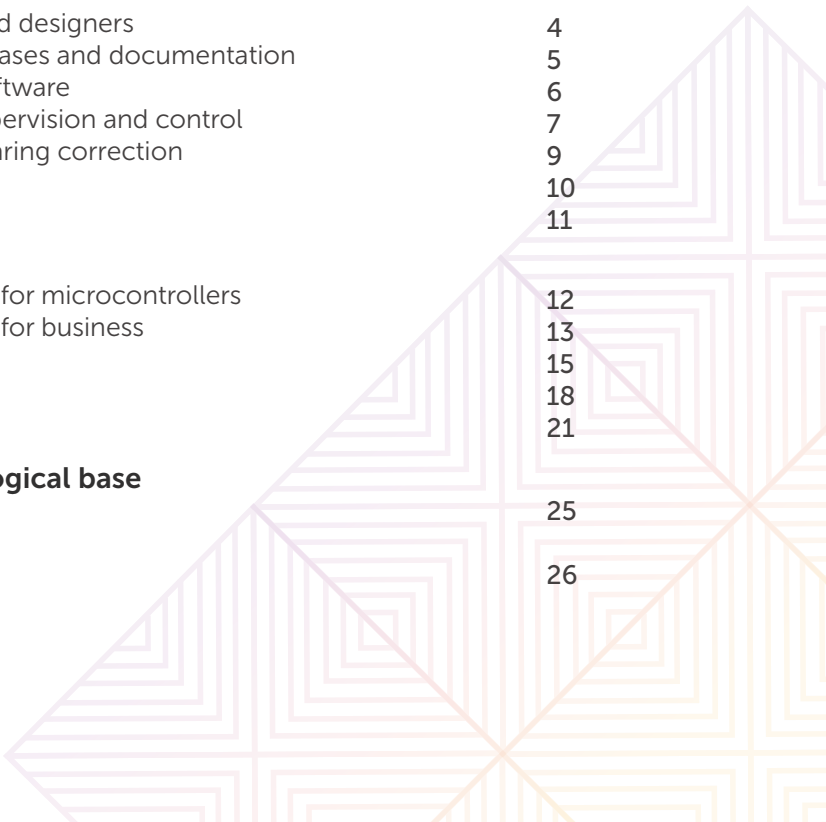 d designers 4
ases and documentation 5
ftware 6
pervision and control 7
aring correction 9
10
11
for microcontrollers 12
for business 13
15
18
21
ogical base
25
26